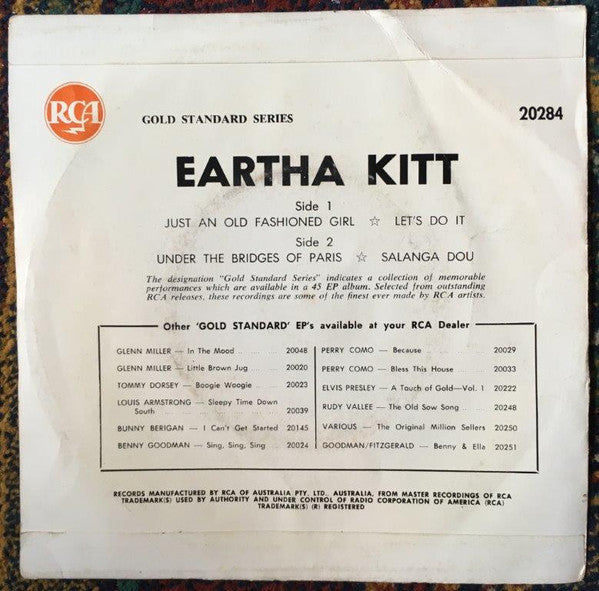 RCA
GOLD STANDARD SERIES
20284
EARTHA KITT
Side 1
JUST AN OLD FASHIONED GIRL ☆ LET'S DO IT
Side 2
UNDER THE BRIDGES OF PARIS ☆ SALANGA DOU
The designation "Gold Standard Series" indicates a collection of memorable
performances which are available in a 45 EP album. Selected from outstanding
RCA releases, these recordings are some of the finest ever made by RCA artists.
Other 'GOLD STANDARD' EP's available at your RCA Dealer
GLENN MILLER — In The Mood .. ........ 20048
GLENN MILLER — Little Brown Jug ...... 20020
TOMMY DORSEY — Boogie Woogie .. ...... 20023
LOUIS ARMSTRONG — Sleepy Time Down
South ........ ........ 20039
BUNNY BERIGAN — I Can't Get Started 20145
BENNY GOODMAN — Sing, Sing, Sing .. 20024
PERRY COMO — Because .. ........ 20029
PERRY COMO — Bless This House ...... 20033
ELVIS PRESLEY — A Touch of Gold—Vol. 1 20222
RUDY VALLEE — The Old Sow Song .... 20248
VARIOUS — The Original Million Sellers 20250
GOODMAN/FITZGERALD — Benny & Ella 20251
RECORDS MANUFACTURED BY RCA OF AUSTRALIA PTY. LTD. AUSTRALIA, FROM MASTER RECORDINGS OF RCA
TRADEMARK(S) USED BY AUTHORITY AND UNDER CONTROL OF RADIO CORPORATION OF AMERICA (RCA)
TRADEMARK(S) (R) REGISTERED